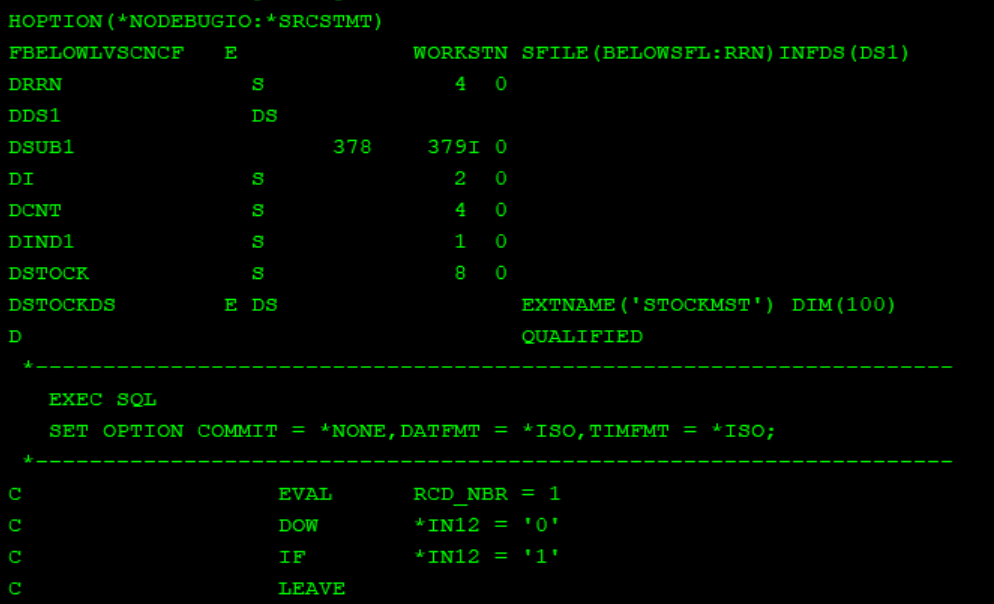 HOPTION(*NODEBUGIO:*SRCSTMT)
FBELOWLVSCNCF   E             WORKSTN SFILE(BELOWSFL:RRN)INFDS(DS1)
DRRN              S              4  0
DDS1              DS
DSUB1                   378    379I 0
DI                S              2  0
DCNT              S              4  0
DIND1             S              1  0
DSTOCK            S              8  0
DSTOCKDS        E DS                  EXTNAME('STOCKMST') DIM(100)
D                                     QUALIFIED
 *--------------------------------------------------------------------
   EXEC SQL
   SET OPTION COMMIT = *NONE,DATFMT = *ISO,TIMFMT = *ISO;
 *--------------------------------------------------------------------
C                   EVAL      RCD_NBR = 1
C                   DOW       *IN12 = '0'
C                   IF        *IN12 = '1'
C                   LEAVE